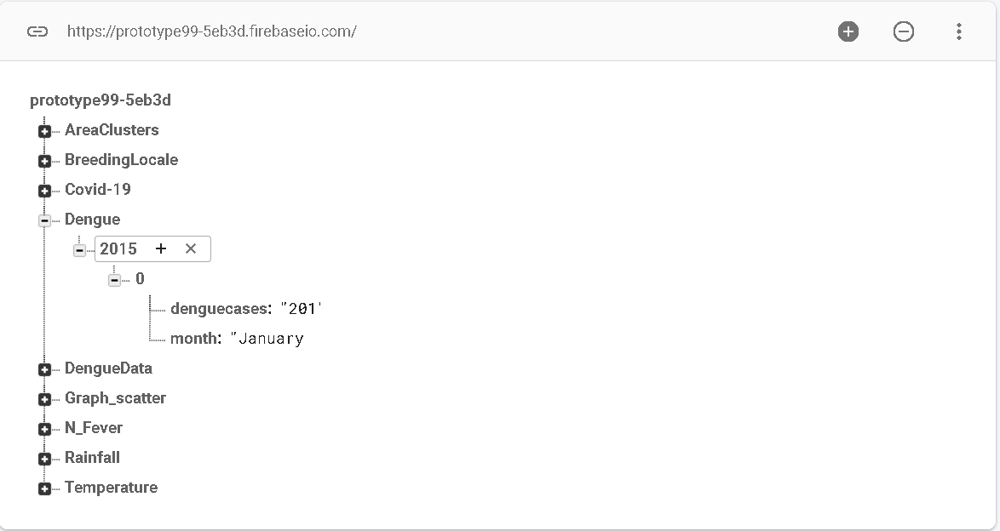 https://prototype99-5eb3d.firebaseio.com/
prototype99-5eb3d
AreaClusters
BreedingLocale
Covid-19
Dengue
2015
0
denguecases: "201'
month: "January
DengueData
Graph_scatter
N_Fever
Rainfall
Temperature